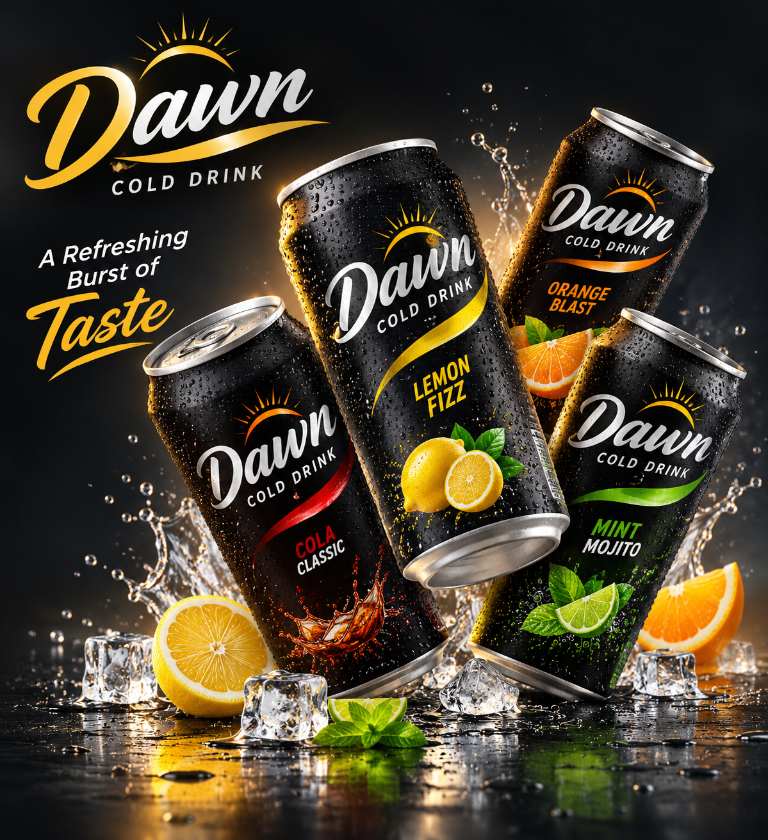 Dawn
COLD DRINK
A Refreshing
Burst of
Taste
Dawn
COLD DRINK
LEMON
FIZZ
Dawn
COLD DRINK
ORANGE
BLAST
Dawn
COLD DRINK
COLA
CLASSIC
Dawn
COLD DRINK
MINT
MOJITO